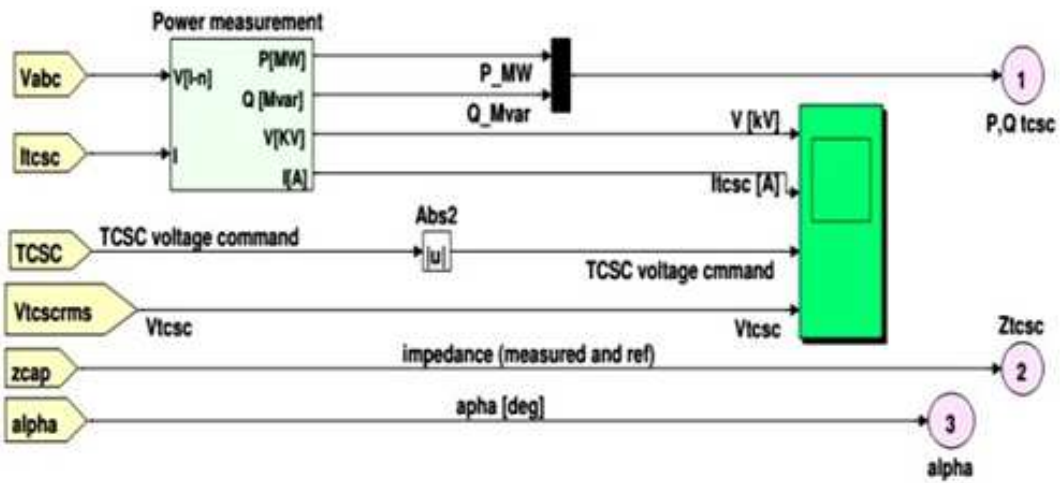 Power measurement
Vabc
V[l-n]
P[MW]
P_MW
1
P,Q tcsc
Q [Mvar]
Q_Mvar
V[KV]
V [kV]
Itcsc
I
I[A]
Itcsc [A]
Abs2
TCSC
TCSC voltage command
|u|
TCSC voltage cmmand
Vtcscrms
Vtcsc
Vtcsc
Ztcsc
zcap
impedance (measured and ref)
2
alpha
apha [deg]
3
alpha